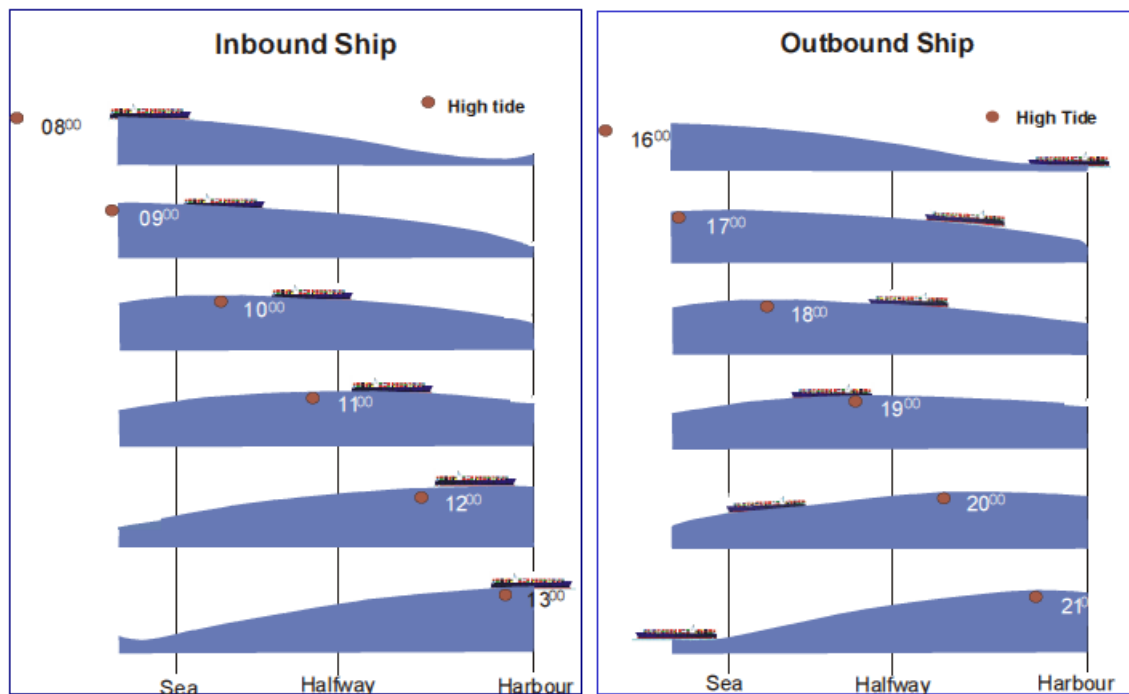 Inbound Ship
High tide
08⁰⁰
09⁰⁰
10⁰⁰
11⁰⁰
12⁰⁰
13⁰⁰
Sea Halfway Harbour
Outbound Ship
High Tide
16⁰⁰
17⁰⁰
18⁰⁰
19⁰⁰
20⁰⁰
21⁰
Sea Halfway Harbour